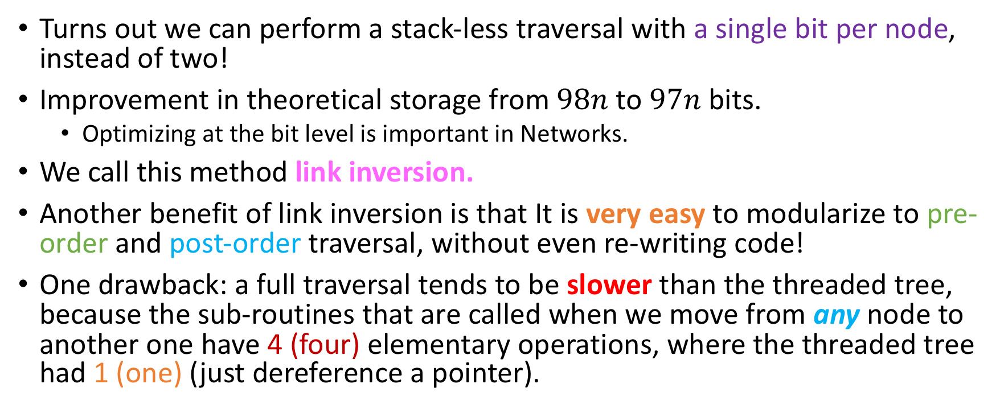 • Turns out we can perform a stack-less traversal with a single bit per node,
instead of two!
• Improvement in theoretical storage from 98n to 97n bits.
• Optimizing at the bit level is important in Networks.
• We call this method link inversion.
• Another benefit of link inversion is that It is very easy to modularize to pre-
order and post-order traversal, without even re-writing code!
• One drawback: a full traversal tends to be slower than the threaded tree,
because the sub-routines that are called when we move from any node to
another one have 4 (four) elementary operations, where the threaded tree
had 1 (one) (just dereference a pointer).